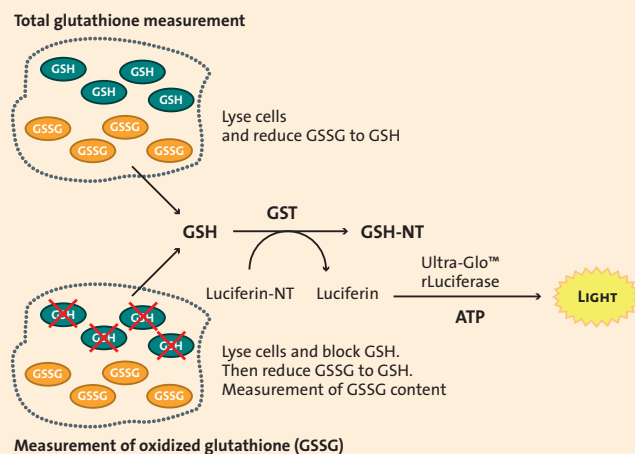 Total glutathione measurement
GSH
GSH
GSH
GSH
GSSG
GSSG
GSSG
GSSG
Lyse cells
and reduce GSSG to GSH
GSH
GST
GSH-NT
Luciferin-NT
Luciferin
Ultra-Glo™
rLuciferase
ATP
LIGHT
GSH
GSH
GSH
GSH
GSSG
GSSG
GSSG
GSSG
Lyse cells and block GSH.
Then reduce GSSG to GSH.
Measurement of GSSG content
Measurement of oxidized glutathione (GSSG)